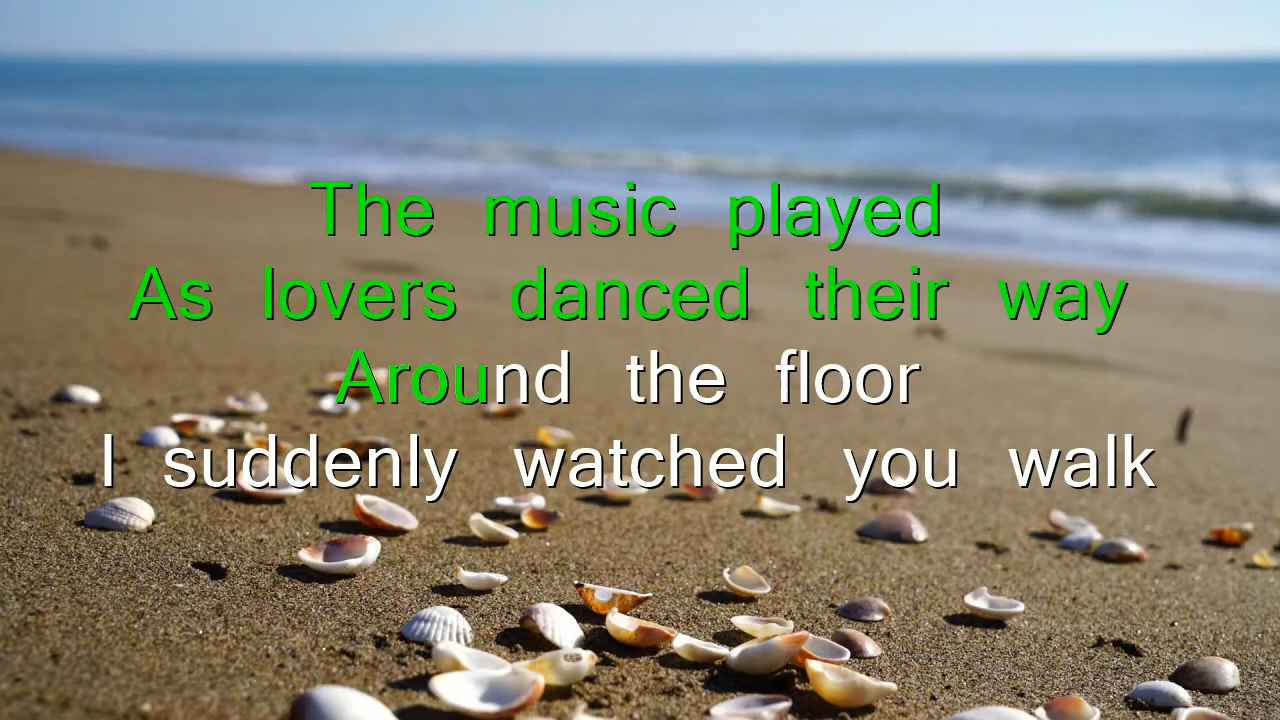 The music played
As lovers danced their way
Around the floor
I suddenly watched you walk